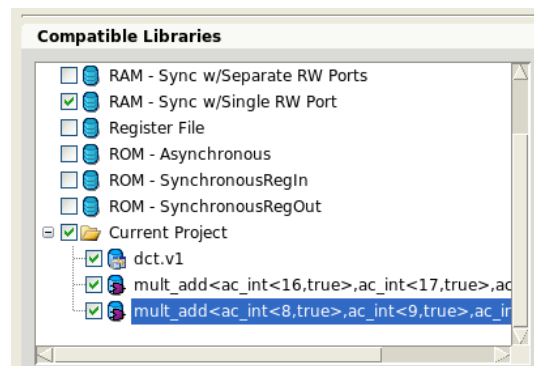 Compatible Libraries
RAM - Sync w/Separate RW Ports
RAM - Sync w/Single RW Port
Register File
ROM - Asynchronous
ROM - SynchronousRegIn
ROM - SynchronousRegOut
Current Project
dct.v1
mult_add<ac_int<16,true>,ac_int<17,true>,ac
mult_add<ac_int<8,true>,ac_int<9,true>,ac_ir